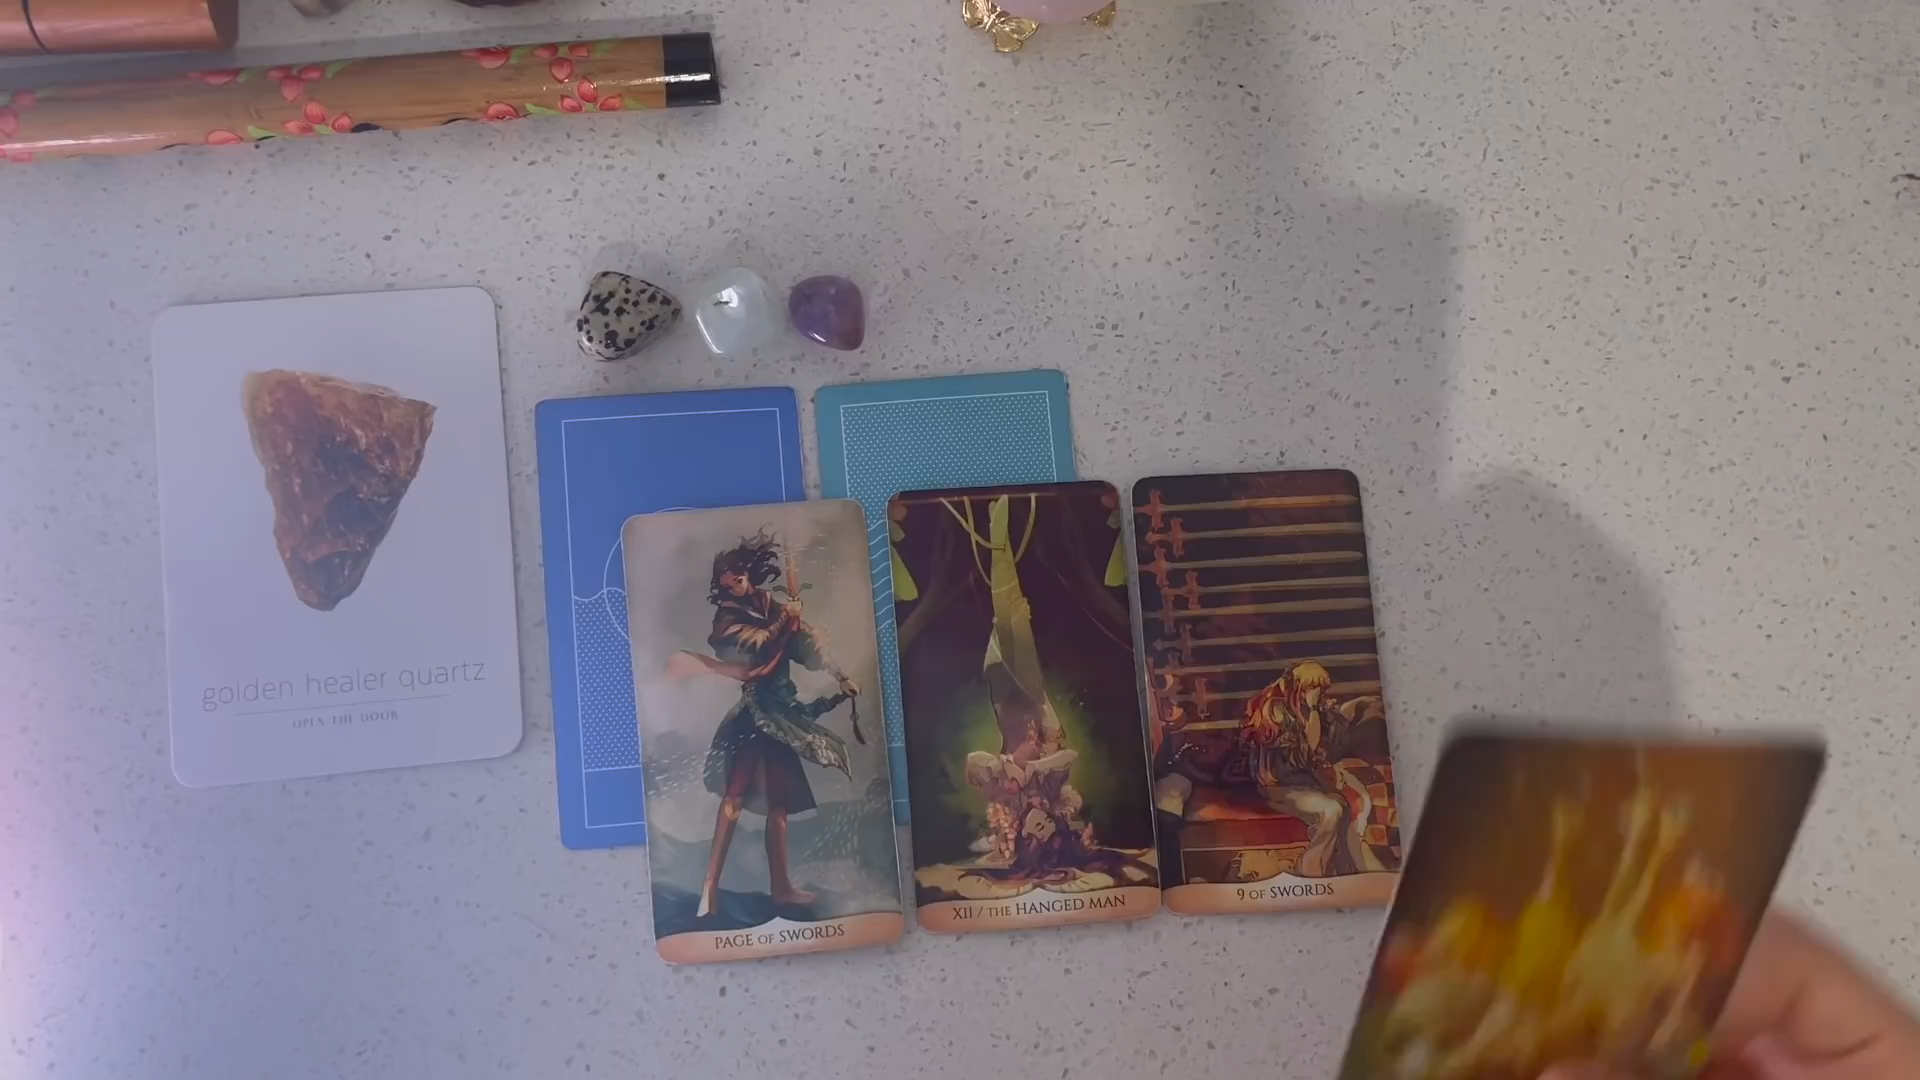 golden healer quartz
OPEN THE DOOR
PAGE OF SWORDS
XII / THE HANGED MAN
9 OF SWORDS